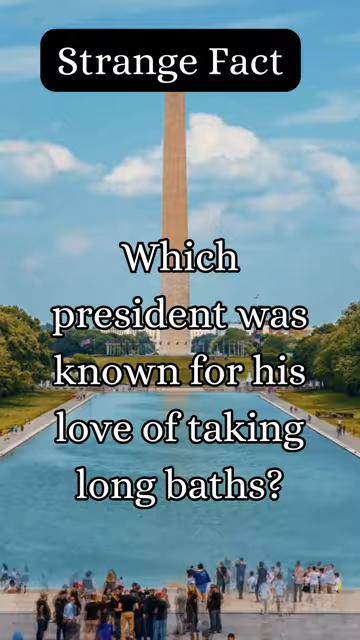 Strange Fact
Which
president was
known for his
love of taking
long baths?